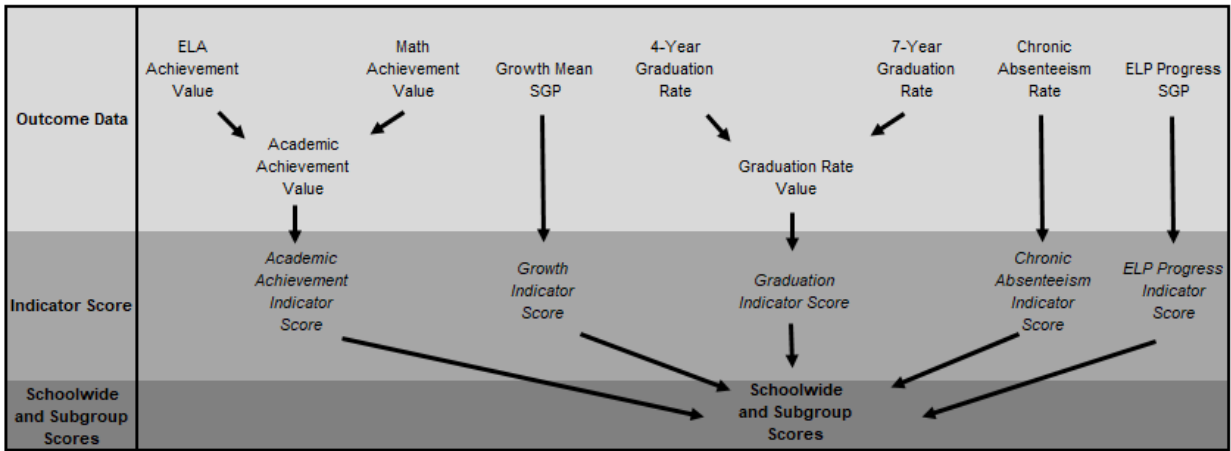 Outcome Data
ELA
Achievement
Value
Math
Achievement
Value
Growth Mean
SGP
4-Year
Graduation
Rate
7-Year
Graduation
Rate
Chronic
Absenteeism
Rate
ELP Progress
SGP
Academic
Achievement
Value
Graduation Rate
Value
Indicator Score
Academic
Achievement
Indicator
Score
Growth
Indicator
Score
Graduation
Indicator Score
Chronic
Absenteeism
Indicator
Score
ELP Progress
Indicator
Score
Schoolwide
and Subgroup
Scores
Schoolwide
and Subgroup
Scores